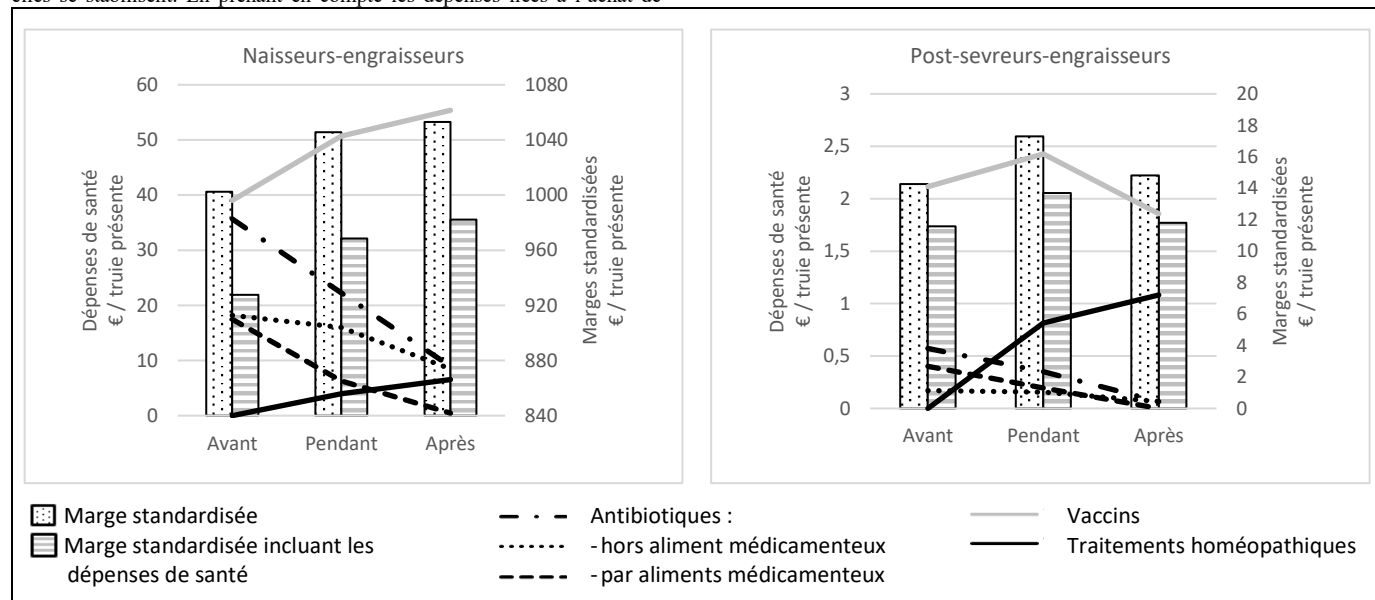 elles se stabilisent. En prenant en compte les dépenses liées à l'achat de
Naisseurs-engraisseurs
60
50
40
30
20
10
0
Dépenses de santé
€ / truie présente
1080
1040
1000
960
920
880
840
Marges standardisées
€ / truie présente
Avant
Pendant
Après
Post-sevreurs-engraisseurs
3
2,5
2
1,5
1
0,5
0
Dépenses de santé
€ / truie présente
20
18
16
14
12
10
8
6
4
2
0
Marges standardisées
€ / truie présente
Avant
Pendant
Après
Marge standardisée
Marge standardisée incluant les
dépenses de santé
Antibiotiques :
-hors aliment médicamenteux
-par aliments médicamenteux
Vaccins
Traitements homéopathiques